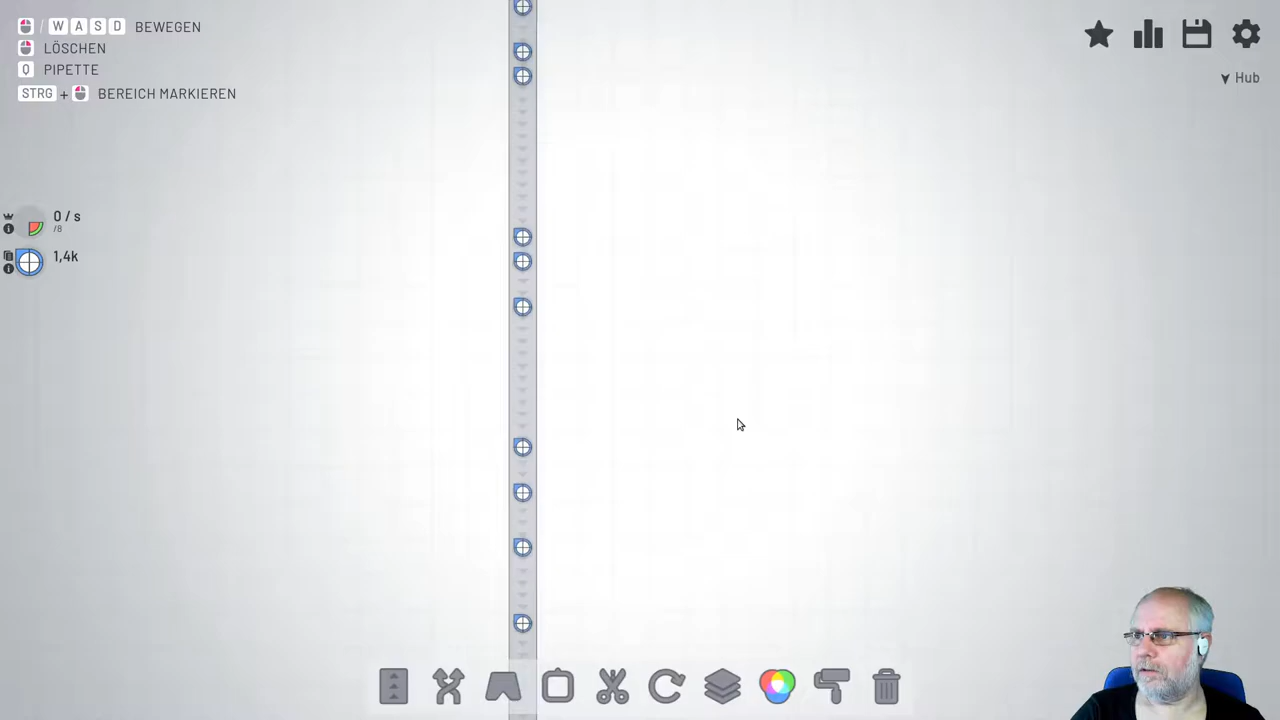 / W A S D BEWEGEN
LÖSCHEN
Q PIPETTE
STRG + BEREICH MARKIEREN
Hub
0 / s
/8
1,4k